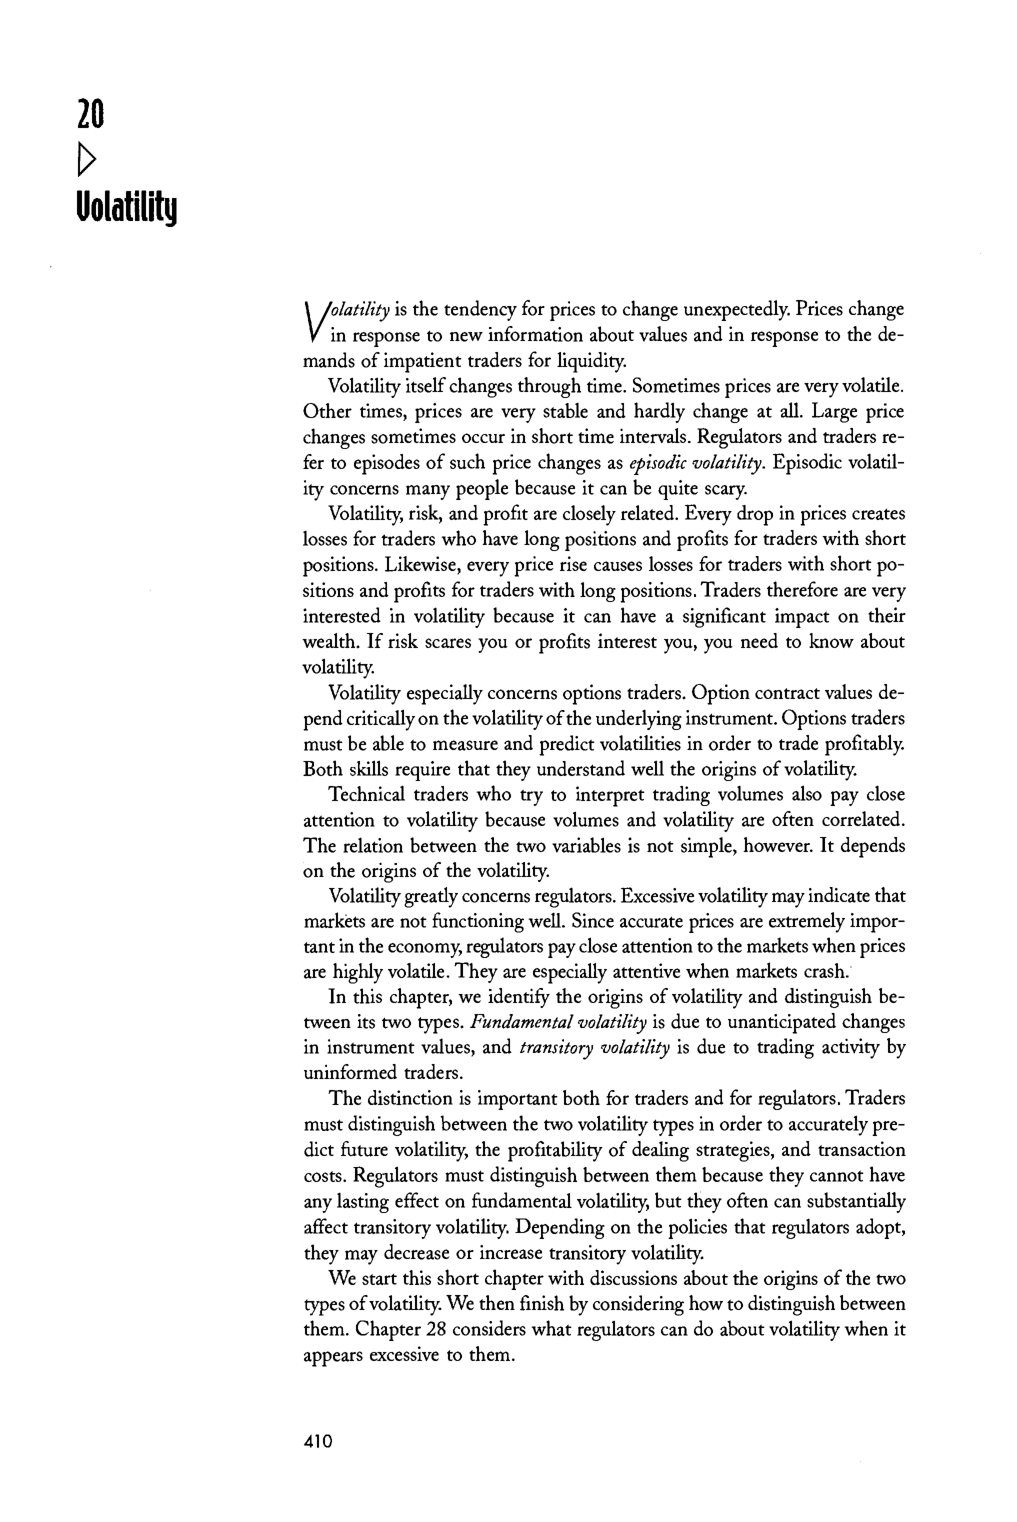 20
Volatility
Volatility is the tendency for prices to change unexpectedly. Prices change
in response to new information about values and in response to the de-
mands of impatient traders for liquidity.
Volatility itself changes through time. Sometimes prices are very volatile.
Other times, prices are very stable and hardly change at all. Large price
changes sometimes occur in short time intervals. Regulators and traders re-
fer to episodes of such price changes as episodic volatility. Episodic volatil-
ity concerns many people because it can be quite scary.
Volatility, risk, and profit are closely related. Every drop in prices creates
losses for traders who have long positions and profits for traders with short
positions. Likewise, every price rise causes losses for traders with short po-
sitions and profits for traders with long positions. Traders therefore are very
interested in volatility because it can have a significant impact on their
wealth. If risk scares you or profits interest you, you need to know about
volatility.
Volatility especially concerns options traders. Option contract values de-
pend critically on the volatility of the underlying instrument. Options traders
must be able to measure and predict volatilities in order to trade profitably.
Both skills require that they understand well the origins of volatility.
Technical traders who try to interpret trading volumes also pay close
attention to volatility because volumes and volatility are often correlated.
The relation between the two variables is not simple, however. It depends
on the origins of the volatility.
Volatility greatly concerns regulators. Excessive volatility may indicate that
markets are not functioning well. Since accurate prices are extremely impor-
tant in the economy, regulators pay close attention to the markets when prices
are highly volatile. They are especially attentive when markets crash.
In this chapter, we identify the origins of volatility and distinguish be-
tween its two types. Fundamental volatility is due to unanticipated changes
in instrument values, and transitory volatility is due to trading activity by
uninformed traders.
The distinction is important both for traders and for regulators. Traders
must distinguish between the two volatility types in order to accurately pre-
dict future volatility, the profitability of dealing strategies, and transaction
costs. Regulators must distinguish between them because they cannot have
any lasting effect on fundamental volatility, but they often can substantially
affect transitory volatility. Depending on the policies that regulators adopt,
they may decrease or increase transitory volatility.
We start this short chapter with discussions about the origins of the two
types of volatility. We then finish by considering how to distinguish between
them. Chapter 28 considers what regulators can do about volatility when it
appears excessive to them.
410